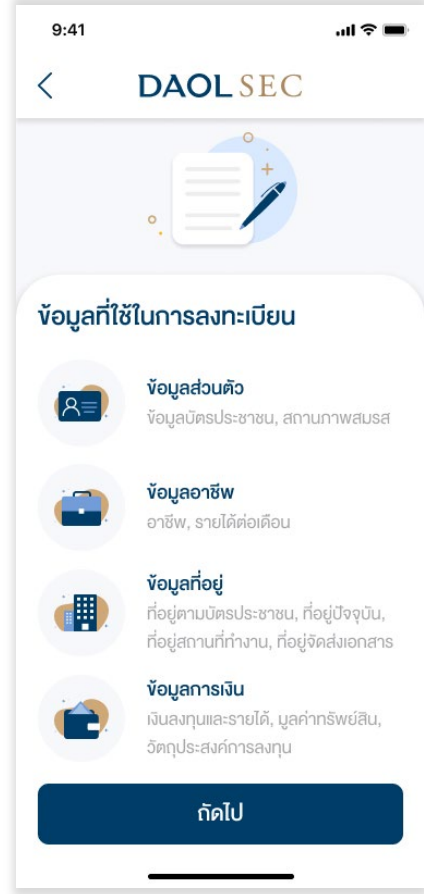 9:41
DAOL SEC
ข้อมูลที่ใช้ในการลงทะเบียน
ข้อมูลส่วนตัว
ข้อมูลบัตรประชาชน, สถานภาพสมรส
ข้อมูลอาชีพ
อาชีพ, รายได้ต่อเดือน
ข้อมูลที่อยู่
ที่อยู่ตามบัตรประชาชน, ที่อยู่ปัจจุบัน,
ที่อยู่สถานที่ทำงาน, ที่อยู่จัดส่งเอกสาร
ข้อมูลการเงิน
เงินลงทุนและรายได้, มูลค่าทรัพย์สิน,
วัตถุประสงค์การลงทุน
ถัดไป